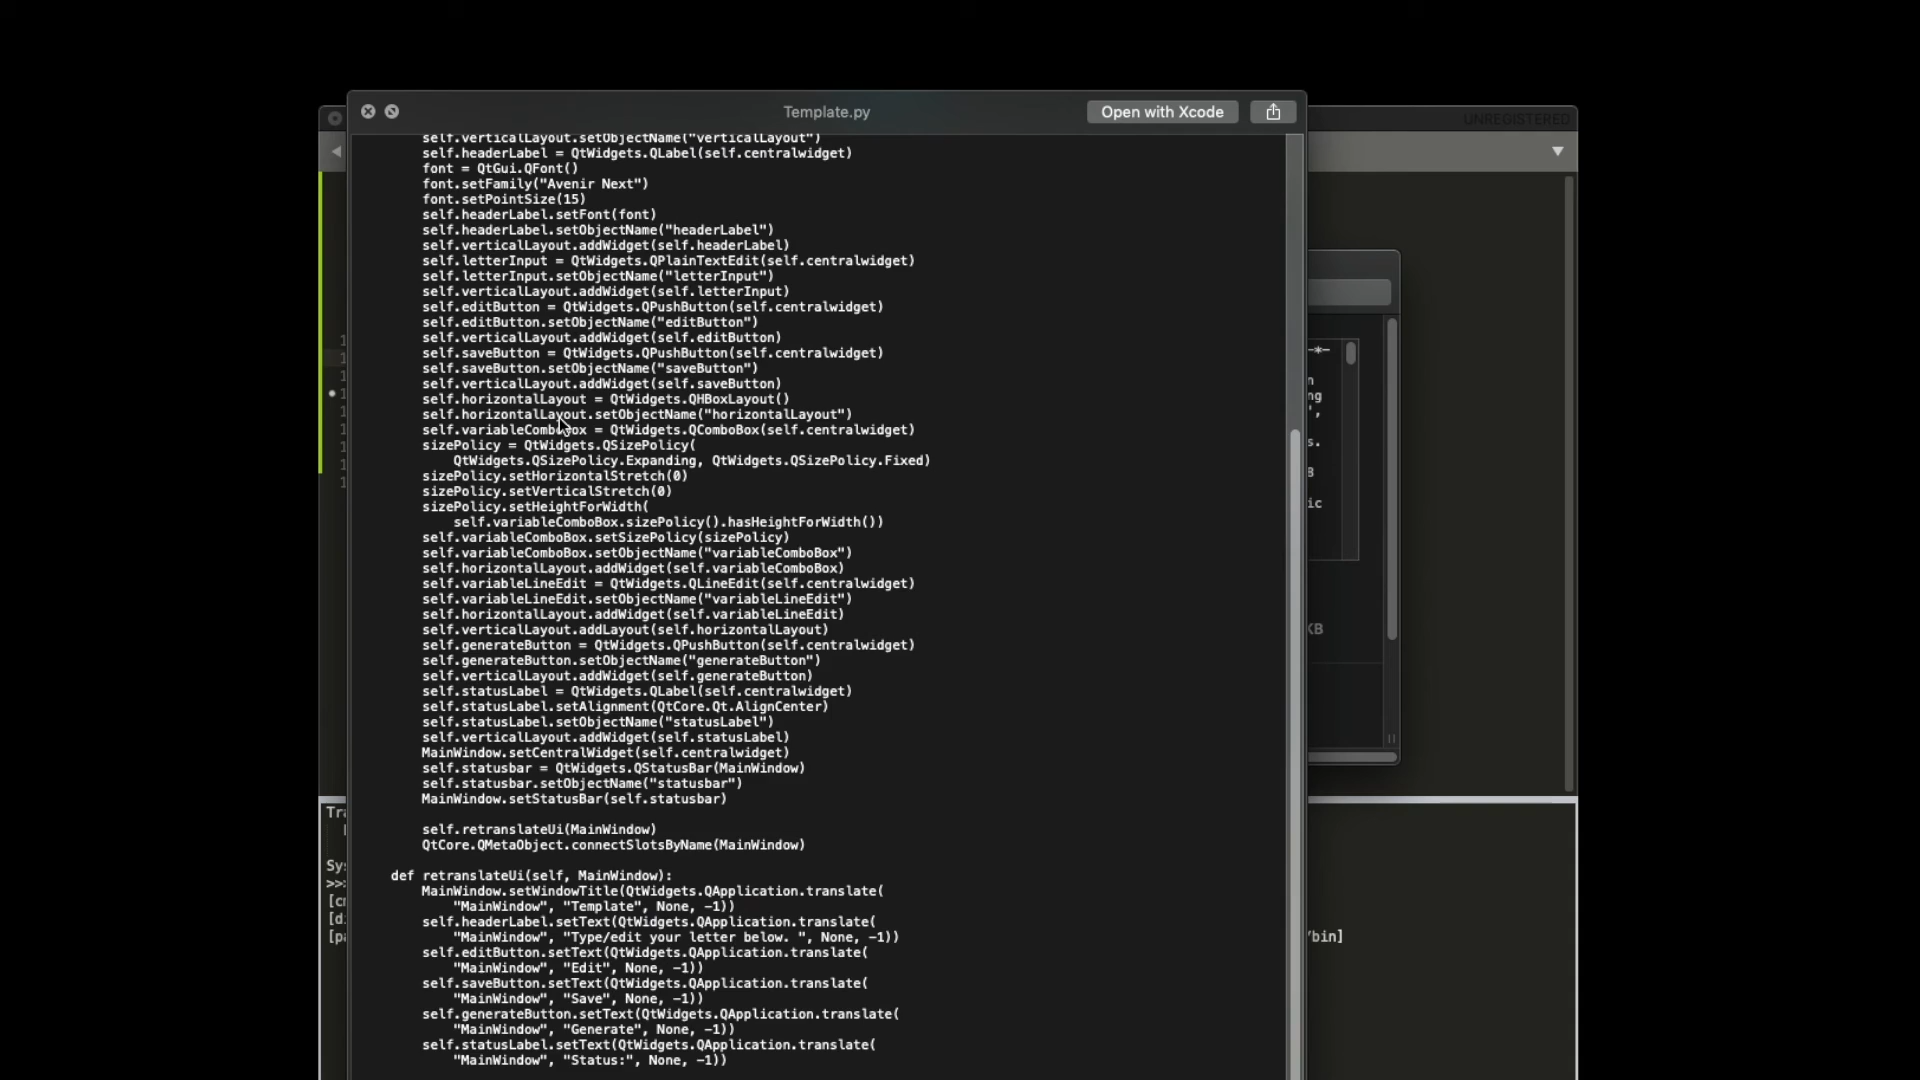 Template.py
Open with Xcode
UNREGISTERED
self.verticalLayout.setObjectName("verticalLayout")
self.headerLabel = QtWidgets.QLabel(self.centralwidget)
font = QtGui.QFont()
font.setFamily("Avenir Next")
font.setPointSize(15)
self.headerLabel.setFont(font)
self.headerLabel.setObjectName("headerLabel")
self.verticalLayout.addWidget(self.headerLabel)
self.letterInput = QtWidgets.QPlainTextEdit(self.centralwidget)
self.letterInput.setObjectName("letterInput")
self.verticalLayout.addWidget(self.letterInput)
self.editButton = QtWidgets.QPushButton(self.centralwidget)
self.editButton.setObjectName("editButton")
self.verticalLayout.addWidget(self.editButton)
self.saveButton = QtWidgets.QPushButton(self.centralwidget)
self.saveButton.setObjectName("saveButton")
self.verticalLayout.addWidget(self.saveButton)
self.horizontalLayout = QtWidgets.QHBoxLayout()
self.horizontalLayout.setObjectName("horizontalLayout")
self.variableComboBox = QtWidgets.QComboBox(self.centralwidget)
sizePolicy = QtWidgets.QSizePolicy(
QtWidgets.QSizePolicy.Expanding, QtWidgets.QSizePolicy.Fixed)
sizePolicy.setHorizontalStretch(0)
sizePolicy.setVerticalStretch(0)
sizePolicy.setHeightForWidth(
self.variableComboBox.sizePolicy().hasHeightForWidth())
self.variableComboBox.setSizePolicy(sizePolicy)
self.variableComboBox.setObjectName("variableComboBox")
self.horizontalLayout.addWidget(self.variableComboBox)
self.variableLineEdit = QtWidgets.QLineEdit(self.centralwidget)
self.variableLineEdit.setObjectName("variableLineEdit")
self.horizontalLayout.addWidget(self.variableLineEdit)
self.verticalLayout.addLayout(self.horizontalLayout)
self.generateButton = QtWidgets.QPushButton(self.centralwidget)
self.generateButton.setObjectName("generateButton")
self.verticalLayout.addWidget(self.generateButton)
self.statusLabel = QtWidgets.QLabel(self.centralwidget)
self.statusLabel.setAlignment(QtCore.Qt.AlignCenter)
self.statusLabel.setObjectName("statusLabel")
self.verticalLayout.addWidget(self.statusLabel)
MainWindow.setCentralWidget(self.centralwidget)
self.statusbar = QtWidgets.QStatusBar(MainWindow)
self.statusbar.setObjectName("statusbar")
MainWindow.setStatusBar(self.statusbar)
self.retranslateUi(MainWindow)
QtCore.QMetaObject.connectSlotsByName(MainWindow)
def retranslateUi(self, MainWindow):
MainWindow.setWindowTitle(QtWidgets.QApplication.translate(
"MainWindow", "Template", None, -1))
self.headerLabel.setText(QtWidgets.QApplication.translate(
"MainWindow", "Type/edit your letter below. ", None, -1))
self.editButton.setText(QtWidgets.QApplication.translate(
"MainWindow", "Edit", None, -1))
self.saveButton.setText(QtWidgets.QApplication.translate(
"MainWindow", "Save", None, -1))
self.generateButton.setText(QtWidgets.QApplication.translate(
"MainWindow", "Generate", None, -1))
self.statusLabel.setText(QtWidgets.QApplication.translate(
"MainWindow", "Status:", None, -1))
KB
/bin]